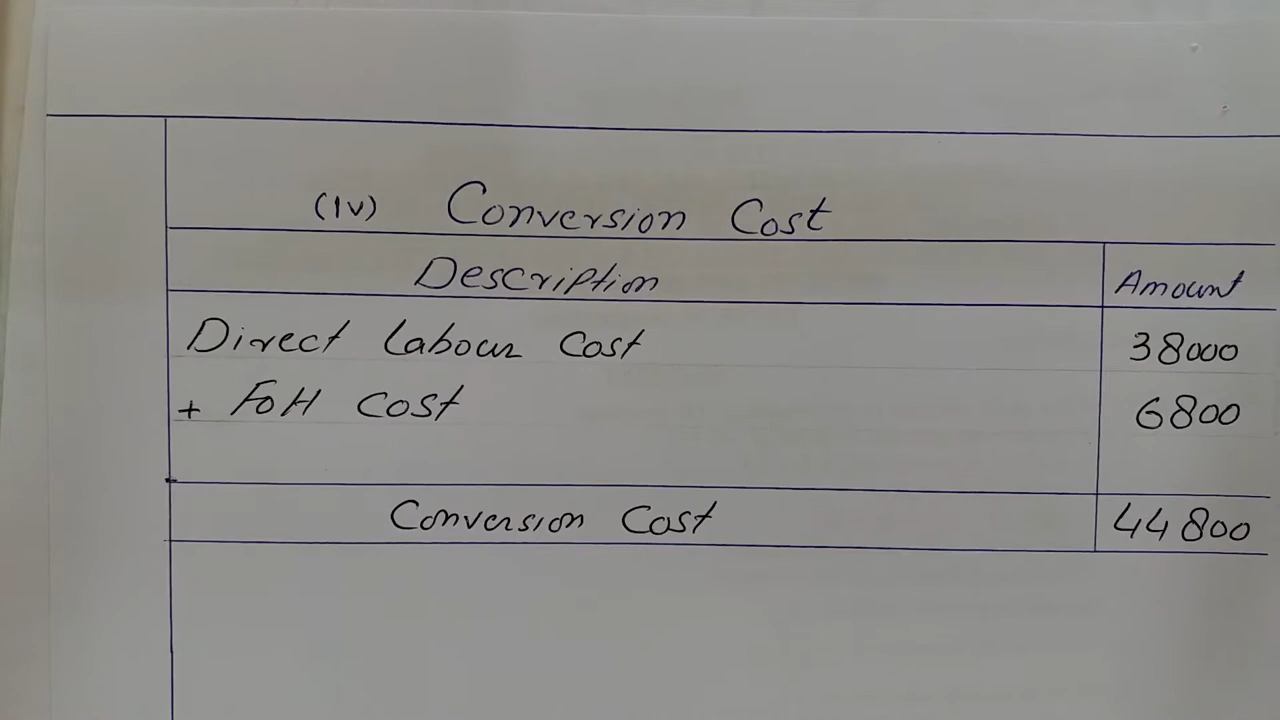 (IV) Conversion Cost
Description Amount
Direct Labour Cost 38000
+ FOH Cost 6800
Conversion Cost 44800